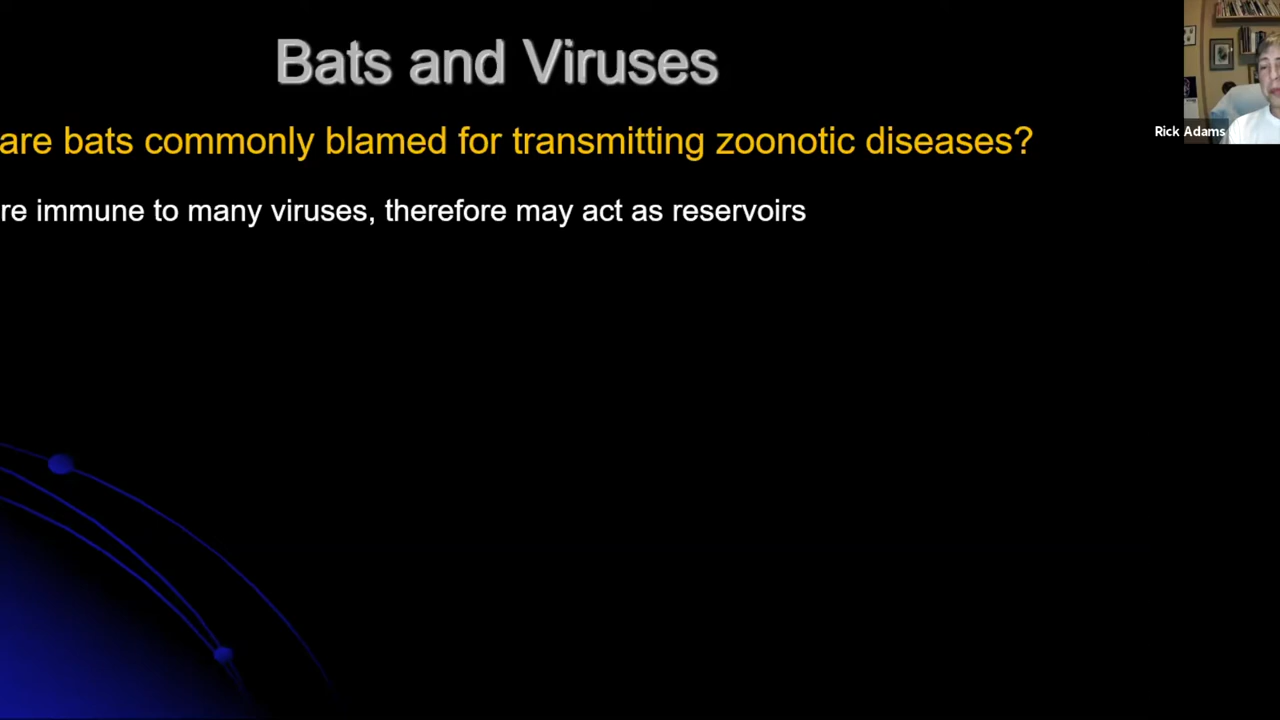 Bats and Viruses
are bats commonly blamed for transmitting zoonotic diseases?
re immune to many viruses, therefore may act as reservoirs
Rick Adams